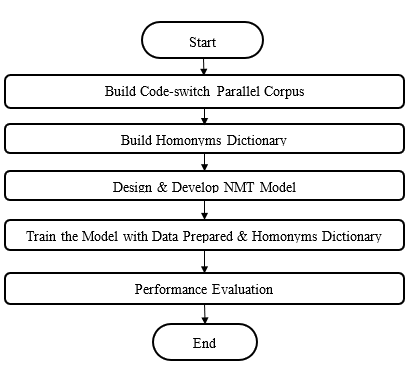 Start
Build Code-switch Parallel Corpus
Build Homonyms Dictionary
Design & Develop NMT Model
Train the Model with Data Prepared & Homonyms Dictionary
Performance Evaluation
End